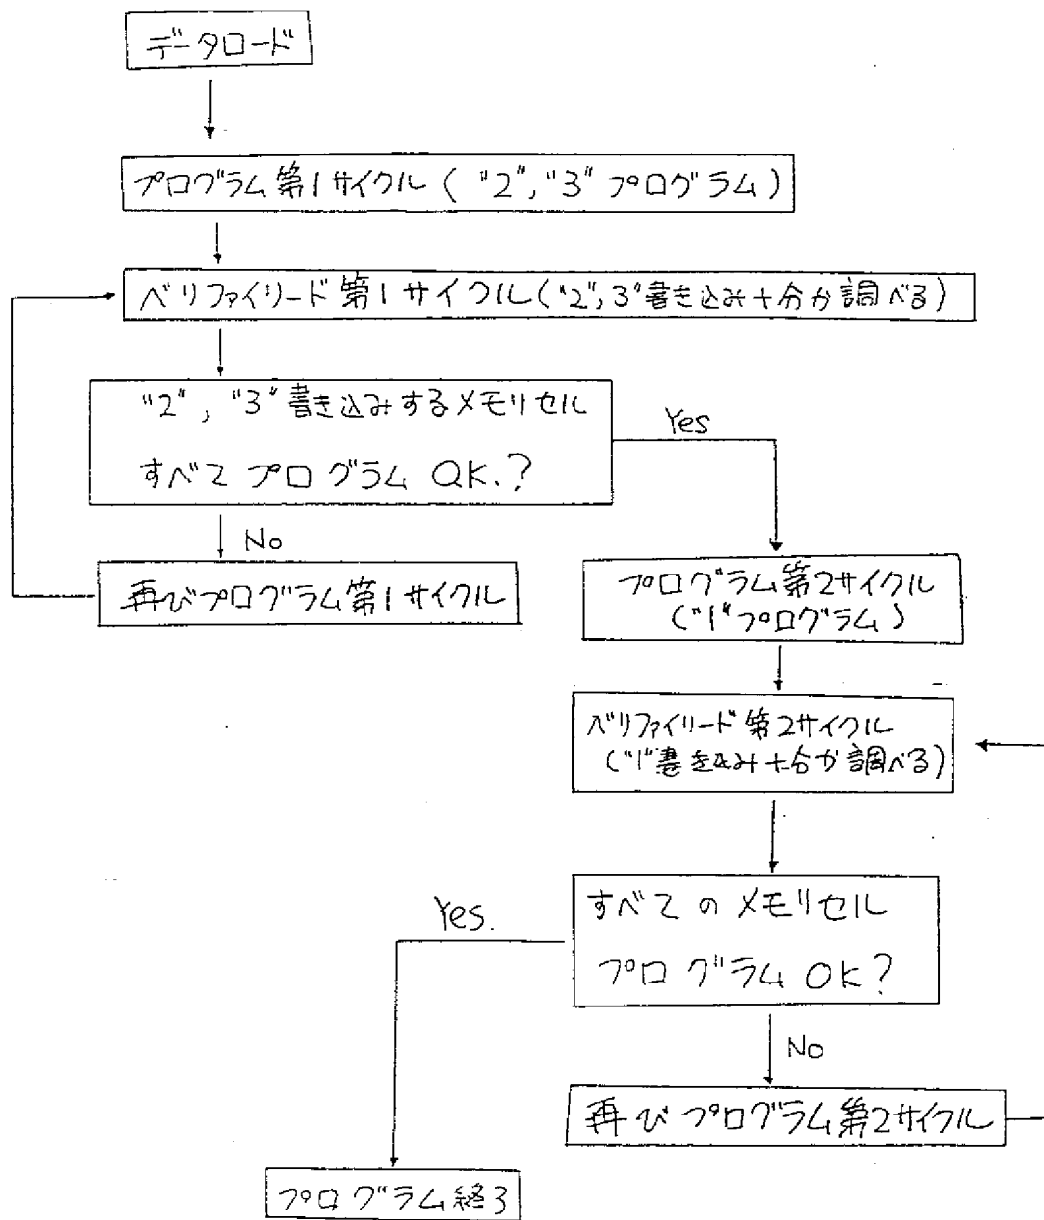 データロード
プログラム第1サイクル ( "2", "3" プログラム )
ベリファイリード第1サイクル ("2", 3"書き込み十分か調べる)
"2", "3" 書き込みするメモリセル
すべて プログラム OK.?
Yes
No
再びプログラム第1サイクル
プログラム第2サイクル
("1"プログラム)
ベリファイリード第2サイクル
("1"書き込み十分か調べる)
すべてのメモリセル
プログラム OK?
Yes.
No
再びプログラム第2サイクル
プログラム終了